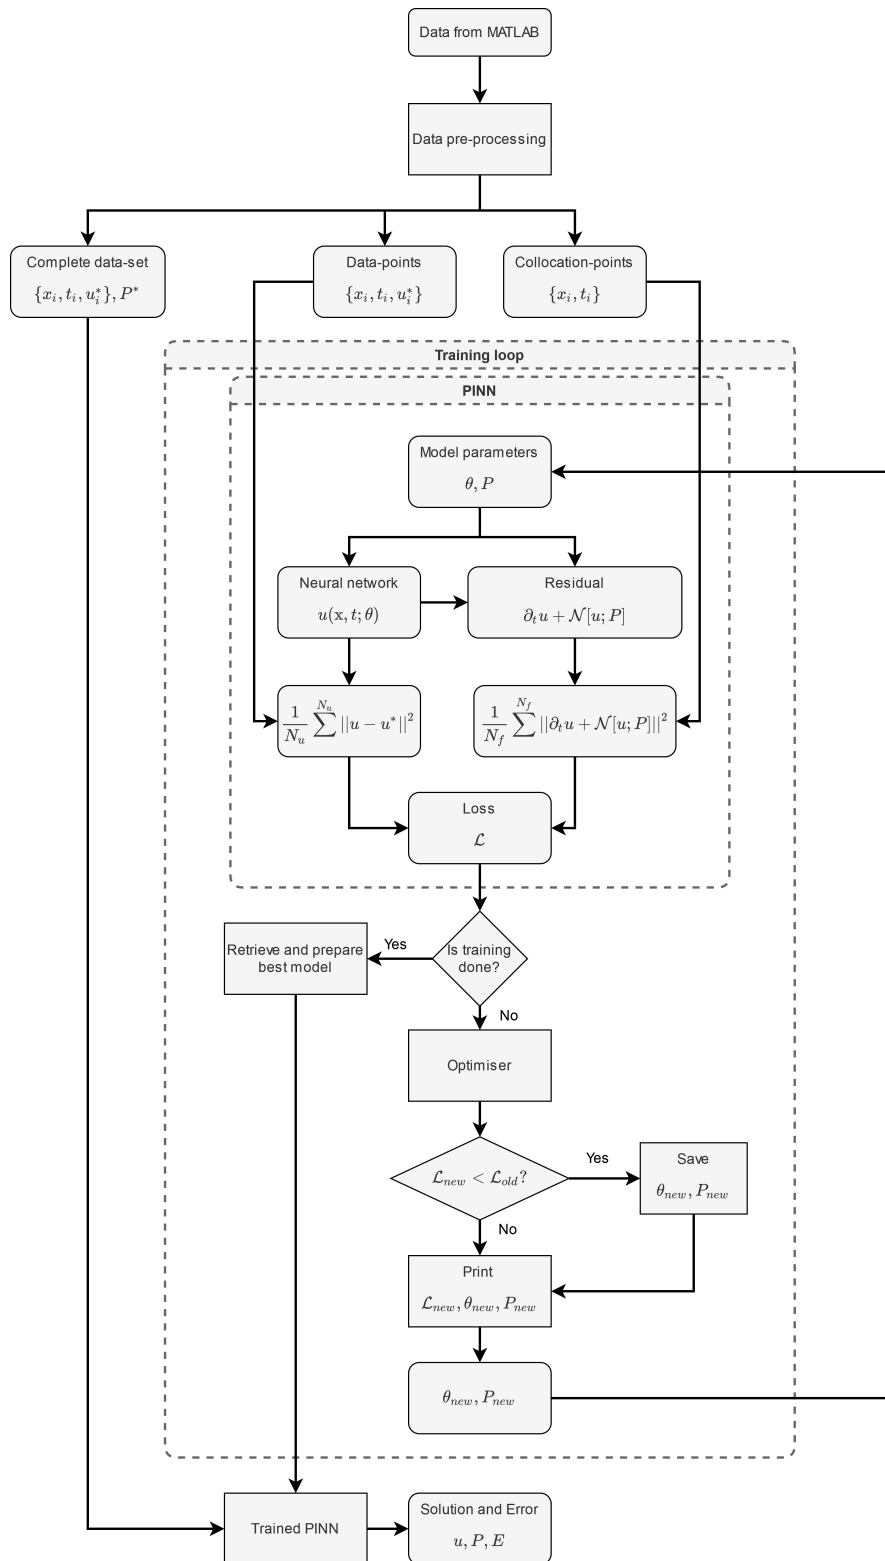 Data from MATLAB
Data pre-processing
Complete data-set
{x_i, t_i, u_i^*}, P^*
Data-points
{x_i, t_i, u_i^*}
Collocation-points
{x_i, t_i}
Training loop
PINN
Model parameters
θ, P
Neural network
u(x, t; θ)
Residual
∂_t u + 𝒩[u; P]
1/N_u ∑^{N_u} ||u − u^*||^2
1/N_f ∑^{N_f} ||∂_t u + 𝒩[u; P]||^2
Loss
ℒ
Is training
done?
Yes
Retrieve and prepare
best model
No
Optimiser
ℒ_{new} < ℒ_{old}?
Yes
Save
θ_{new}, P_{new}
No
Print
ℒ_{new}, θ_{new}, P_{new}
θ_{new}, P_{new}
Trained PINN
Solution and Error
u, P, E